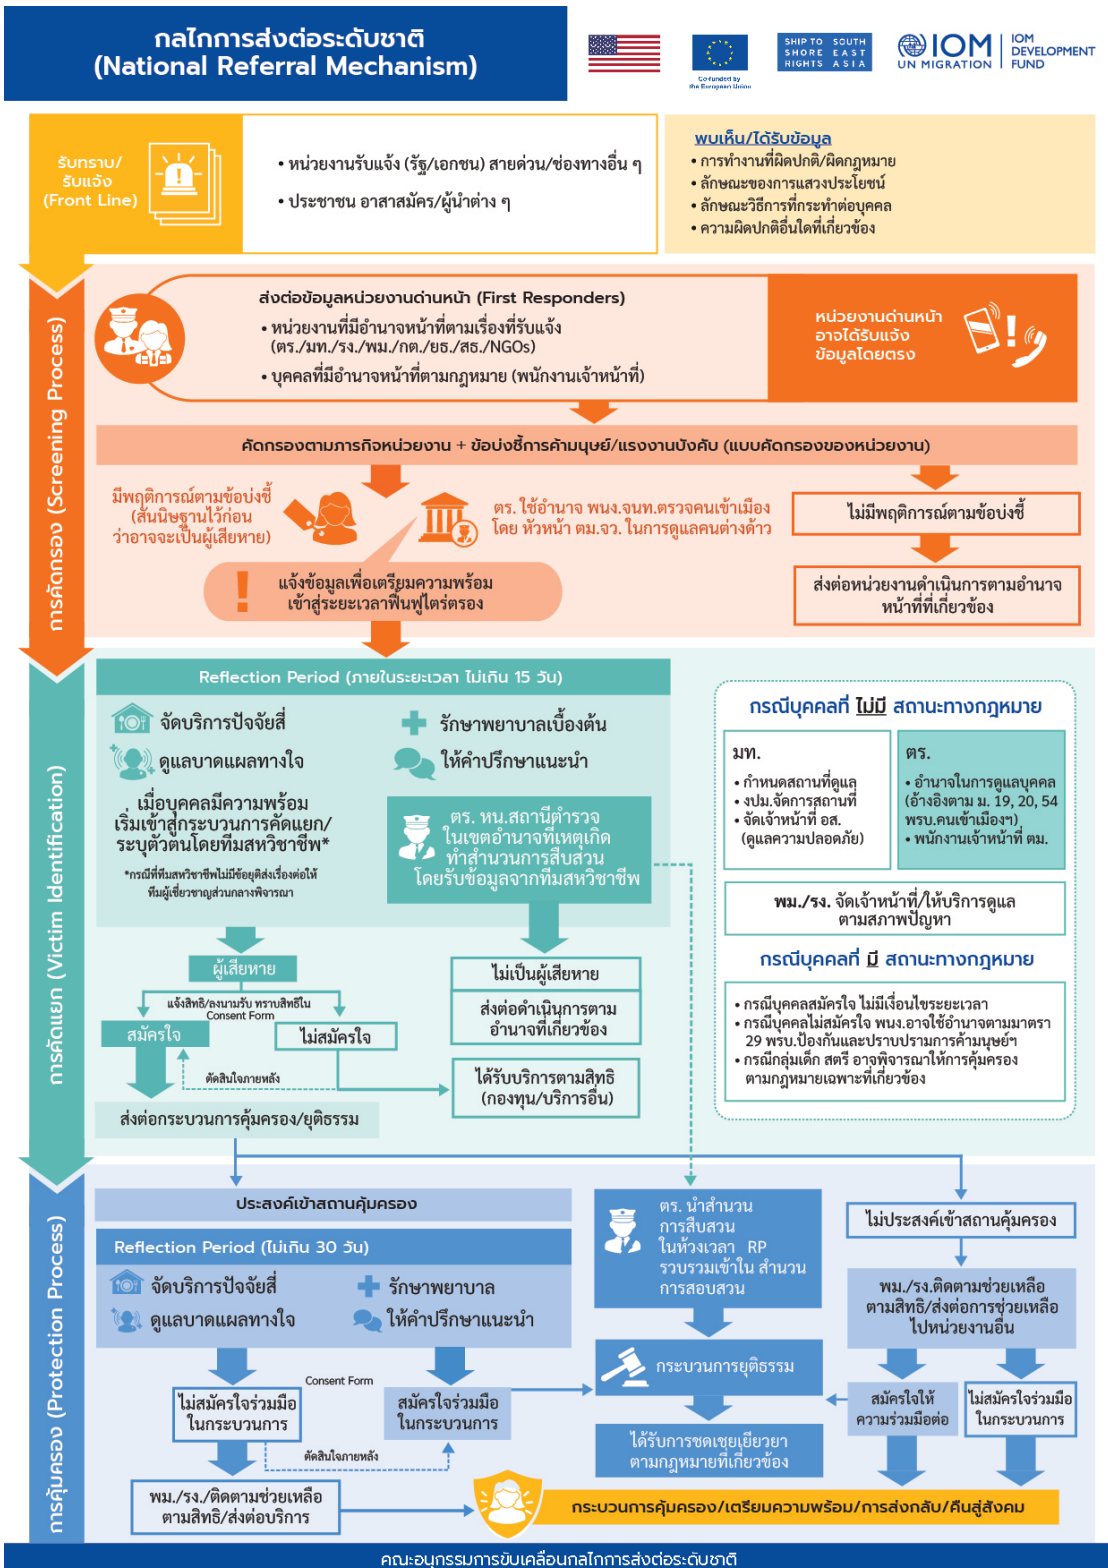 กลไกการส่งต่อระดับชาติ
(National Referral Mechanism)
Co-funded by
the European Union
SHIP TO SOUTH
SHORE EAST
RIGHTS ASIA
IOM
UN MIGRATION
IOM
DEVELOPMENT
FUND
รับทราบ/
รับแจ้ง
(Front Line)
• หน่วยงานรับแจ้ง (รัฐ/เอกชน) สายด่วน/ช่องทางอื่น ๆ
• ประชาชน อาสาสมัคร/ผู้นำต่าง ๆ
พบเห็น/ได้รับข้อมูล
• การทำงานที่ผิดปกติ/ผิดกฎหมาย
• ลักษณะของการแสวงประโยชน์
• ลักษณะวิธีการที่กระทำต่อบุคคล
• ความผิดปกติอื่นใดที่เกี่ยวข้อง
การคัดกรอง (Screening Process)
ส่งต่อข้อมูลหน่วยงานด่านหน้า (First Responders)
• หน่วยงานที่มีอำนาจหน้าที่ตามเรื่องที่รับแจ้ง
(ตร./มท./รง./พม./กต./ยธ./สธ./NGOs)
• บุคคลที่มีอำนาจหน้าที่ตามกฎหมาย (พนักงานเจ้าหน้าที่)
หน่วยงานด่านหน้า
อาจได้รับแจ้ง
ข้อมูลโดยตรง
คัดกรองตามภารกิจหน่วยงาน + ข้อบ่งชี้การค้ามนุษย์/แรงงานบังคับ (แบบคัดกรองของหน่วยงาน)
มีพฤติการณ์ตามข้อบ่งชี้
(สันนิษฐานไว้ก่อน
ว่าอาจจะเป็นผู้เสียหาย)
ตร. ใช้อำนาจ พนง.จนท.ตรวจคนเข้าเมือง
โดย หัวหน้า ตม.จว. ในการดูแลคนต่างด้าว
ไม่มีพฤติการณ์ตามข้อบ่งชี้
แจ้งข้อมูลเพื่อเตรียมความพร้อม
เข้าสู่ระยะเวลาฟื้นฟูไตร่ตรอง
ส่งต่อหน่วยงานดำเนินการตามอำนาจ
หน้าที่ที่เกี่ยวข้อง
การคัดแยก (Victim Identification)
Reflection Period (ภายในระยะเวลา ไม่เกิน 15 วัน)
จัดบริการปัจจัยสี่
รักษาพยาบาลเบื้องต้น
ดูแลบาดแผลทางใจ
ให้คำปรึกษาแนะนำ
เมื่อบุคคลมีความพร้อม
เริ่มเข้าสู่กระบวนการคัดแยก/
ระบุตัวตนโดยทีมสหวิชาชีพ*
*กรณีที่ทีมสหวิชาชีพไม่มีข้อยุติส่งเรื่องต่อให้
ทีมผู้เชี่ยวชาญส่วนกลางพิจารณา
ตร. หน.สถานีตำรวจ
ในเขตอำนาจที่เหตุเกิด
ทำสำนวนการสืบสวน
โดยรับข้อมูลจากทีมสหวิชาชีพ
ผู้เสียหาย
แจ้งสิทธิ/ลงนามรับ ทราบสิทธิใน
Consent Form
สมัครใจ
ไม่สมัครใจ
ตัดสินใจภายหลัง
ส่งต่อกระบวนการคุ้มครอง/ยุติธรรม
ไม่เป็นผู้เสียหาย
ส่งต่อดำเนินการตาม
อำนาจที่เกี่ยวข้อง
ได้รับบริการตามสิทธิ
(กองทุน/บริการอื่น)
กรณีบุคคลที่ ไม่มี สถานะทางกฎหมาย
มท.
• กำหนดสถานที่ดูแล
• งปม.จัดการสถานที่
• จัดเจ้าหน้าที่ อส.
(ดูแลความปลอดภัย)
ตร.
• อำนาจในการดูแลบุคคล
(อ้างอิงตาม ม. 19, 20, 54
พรบ.คนเข้าเมืองฯ)
• พนักงานเจ้าหน้าที่ ตม.
พม./รง. จัดเจ้าหน้าที่/ให้บริการดูแล
ตามสภาพปัญหา
กรณีบุคคลที่ มี สถานะทางกฎหมาย
• กรณีบุคคลสมัครใจ ไม่มีเงื่อนไขระยะเวลา
• กรณีบุคคลไม่สมัครใจ พนง.อาจใช้อำนาจตามมาตรา
29 พรบ.ป้องกันและปราบปรามการค้ามนุษย์ฯ
• กรณีกลุ่มเด็ก สตรี อาจพิจารณาให้การคุ้มครอง
ตามกฎหมายเฉพาะที่เกี่ยวข้อง
การคุ้มครอง (Protection Process)
ประสงค์เข้าสถานคุ้มครอง
Reflection Period (ไม่เกิน 30 วัน)
จัดบริการปัจจัยสี่
รักษาพยาบาล
ดูแลบาดแผลทางใจ
ให้คำปรึกษาแนะนำ
Consent Form
ไม่สมัครใจร่วมมือ
ในกระบวนการ
สมัครใจร่วมมือ
ในกระบวนการ
ตัดสินใจภายหลัง
พม./รง./ติดตามช่วยเหลือ
ตามสิทธิ/ส่งต่อบริการ
ตร. นำสำนวน
การสืบสวน
ในห้วงเวลา RP
รวบรวมเข้าใน สำนวน
การสอบสวน
กระบวนการยุติธรรม
ได้รับการชดเชยเยียวยา
ตามกฎหมายที่เกี่ยวข้อง
ไม่ประสงค์เข้าสถานคุ้มครอง
พม./รง.ติดตามช่วยเหลือ
ตามสิทธิ/ส่งต่อการช่วยเหลือ
ไปหน่วยงานอื่น
สมัครใจให้
ความร่วมมือต่อ
ไม่สมัครใจร่วมมือ
ในกระบวนการ
กระบวนการคุ้มครอง/เตรียมความพร้อม/การส่งกลับ/คืนสู่สังคม
คณะอนุกรรมการขับเคลื่อนกลไกการส่งต่อระดับชาติ